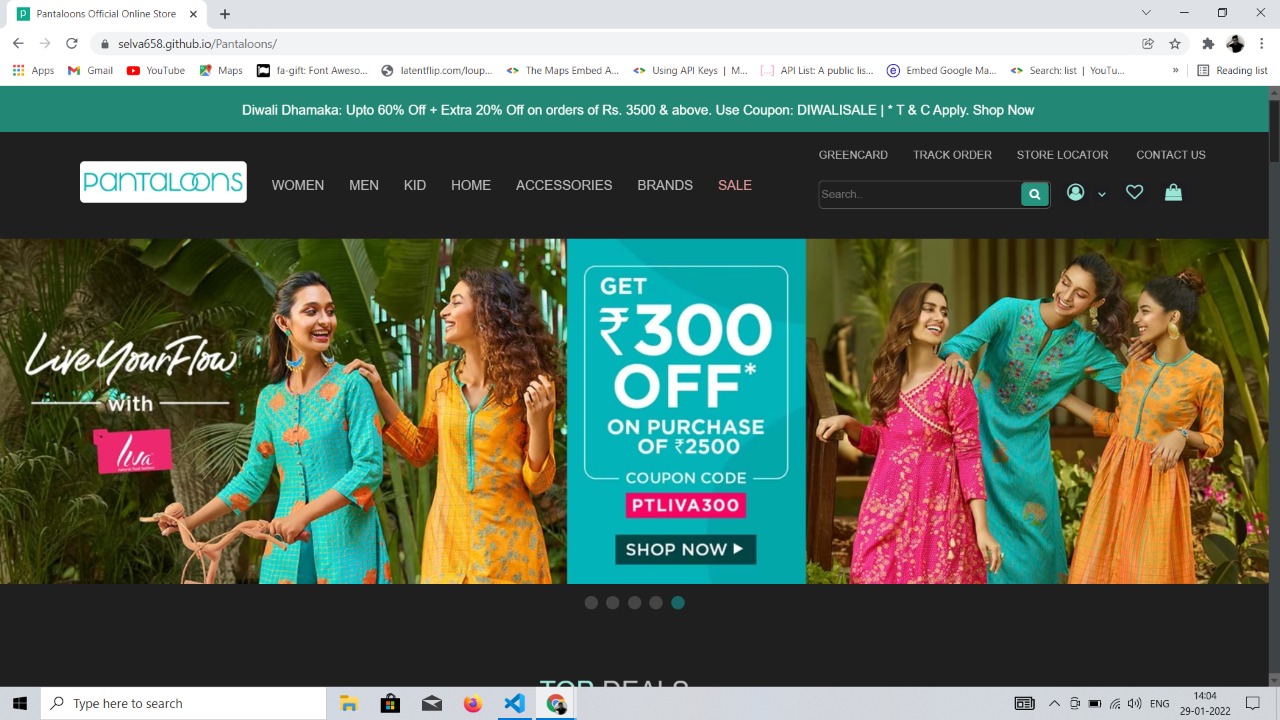 Pantaloons Official Online Store
selva658.github.io/Pantaloons/
Apps
Gmail
YouTube
Maps
fa-gift: Font Aweso...
latentflip.com/loup...
The Maps Embed A...
Using API Keys | M...
API List: A public lis...
Embed Google Ma...
Search: list | YouTu...
»
Reading list
Diwali Dhamaka: Upto 60% Off + Extra 20% Off on orders of Rs. 3500 & above. Use Coupon: DIWALISALE | * T & C Apply. Shop Now
GREENCARD
TRACK ORDER
STORE LOCATOR
CONTACT US
PANTALOONS
WOMEN
MEN
KID
HOME
ACCESSORIES
BRANDS
SALE
Search..
Live Your Flow
with
Liva
GET
₹300
OFF*
ON PURCHASE
OF ₹2500
COUPON CODE
PTLIVA300
SHOP NOW
TOP DEALS
Type here to search
ENG
14:04
29-01-2022